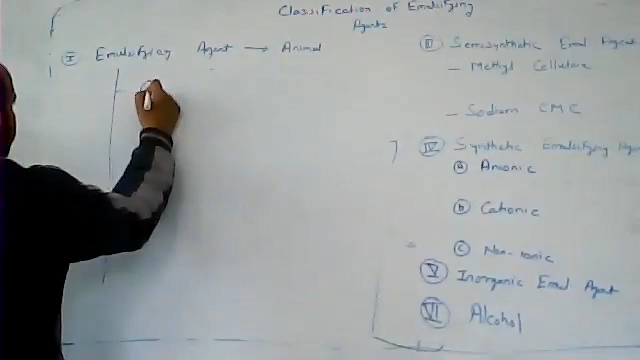 Classification of Emulsifying
Agents
I Emulsifying Agent → Animal
III Semisynthetic Emul Agent
- Methyl Cellulose
- Sodium CMC
IV Synthetic Emulsifying
a Anionic
b Cationic
c Non-ionic
V Inorganic Emul Agent
VI Alcohol